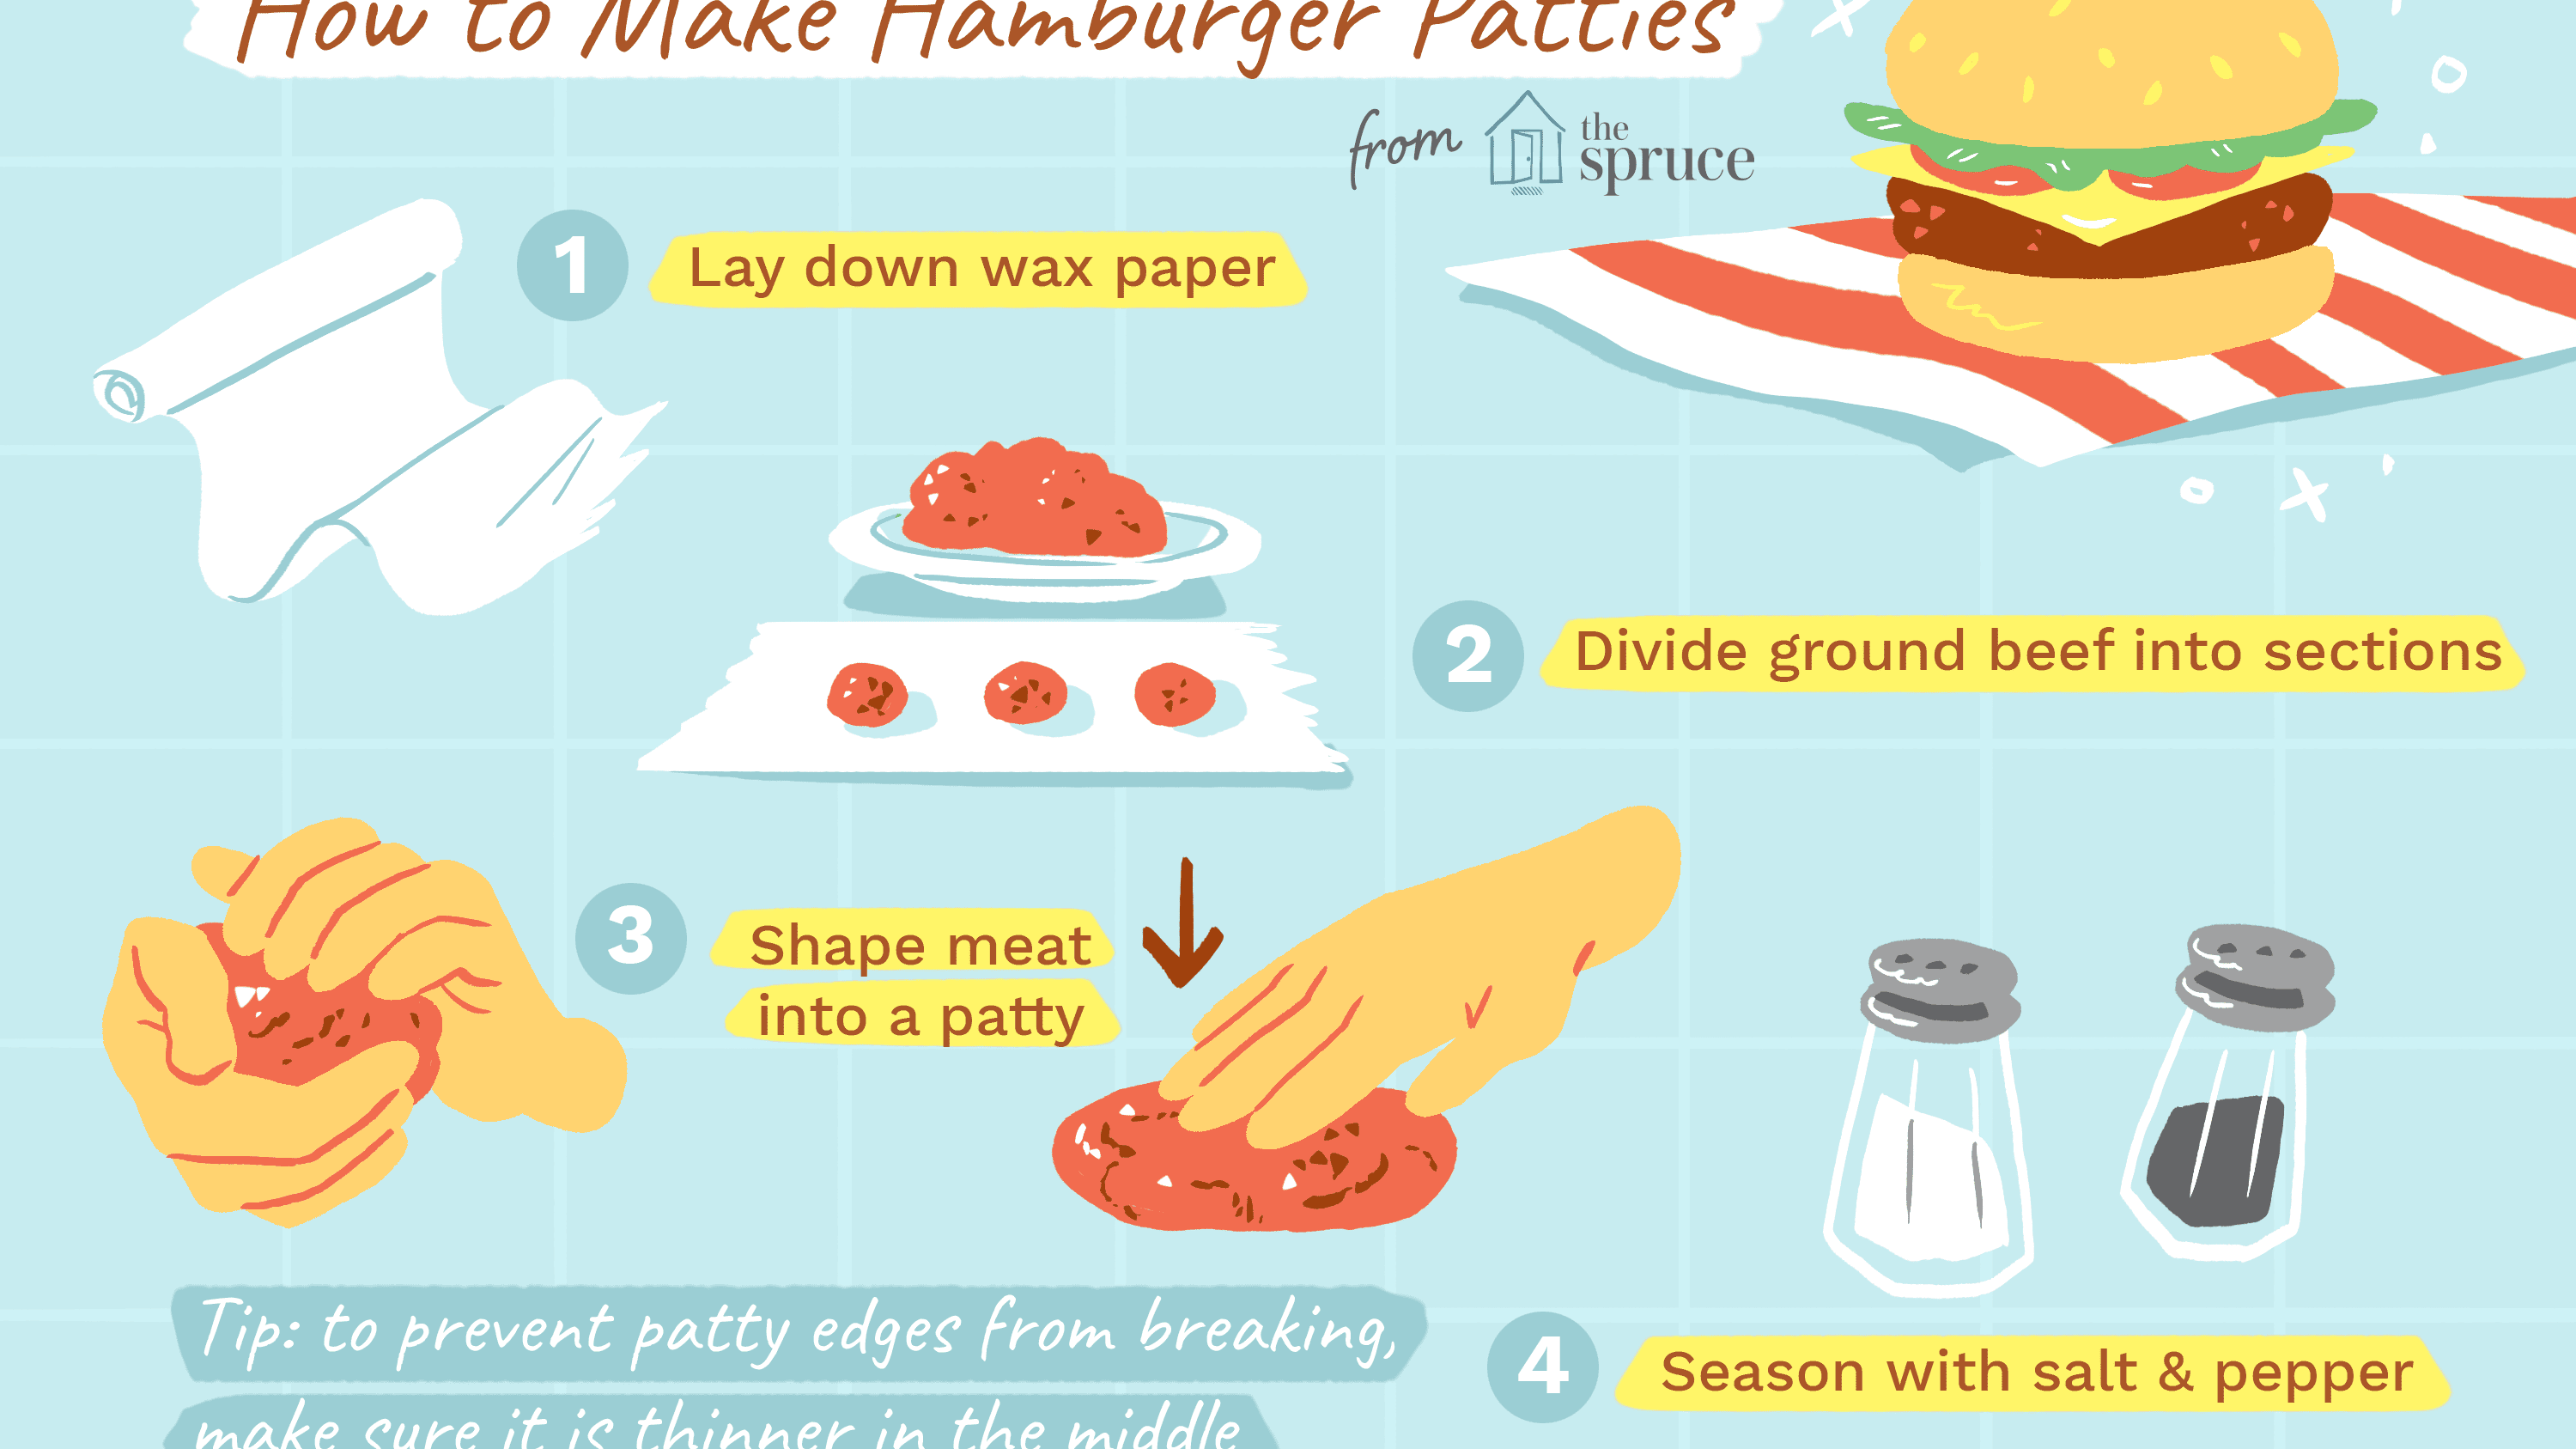 How to Make Hamburger Patties
from the spruce
1 Lay down wax paper
2 Divide ground beef into sections
3 Shape meat
into a patty
Tip: to prevent patty edges from breaking,
make sure it is thinner in the middle
4 Season with salt & pepper